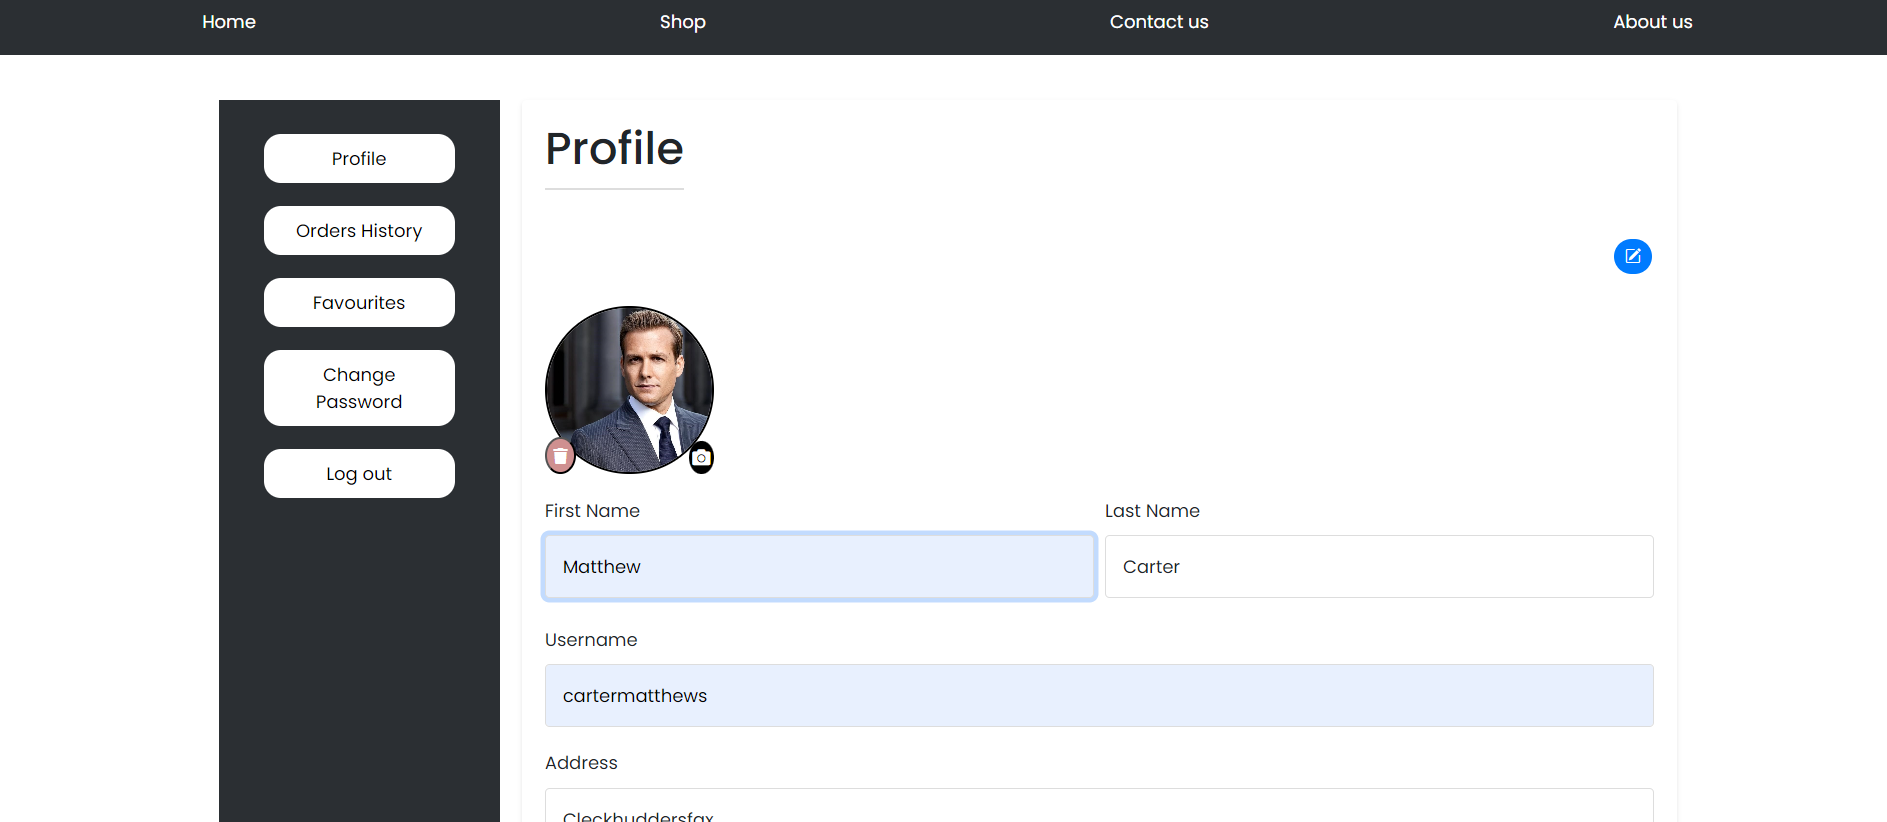 Home Shop Contact us About us
Profile
Orders History
Favourites
Change
Password
Log out
Profile
First Name Last Name
Matthew Carter
Username
cartermatthews
Address
Cleckhuddersfax